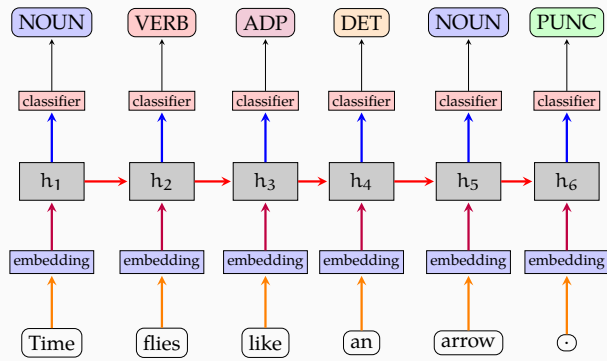 NOUN VERB ADP DET NOUN PUNC
classifier classifier classifier classifier classifier classifier
h₁ h₂ h₃ h₄ h₅ h₆
embedding embedding embedding embedding embedding embedding
Time flies like an arrow .